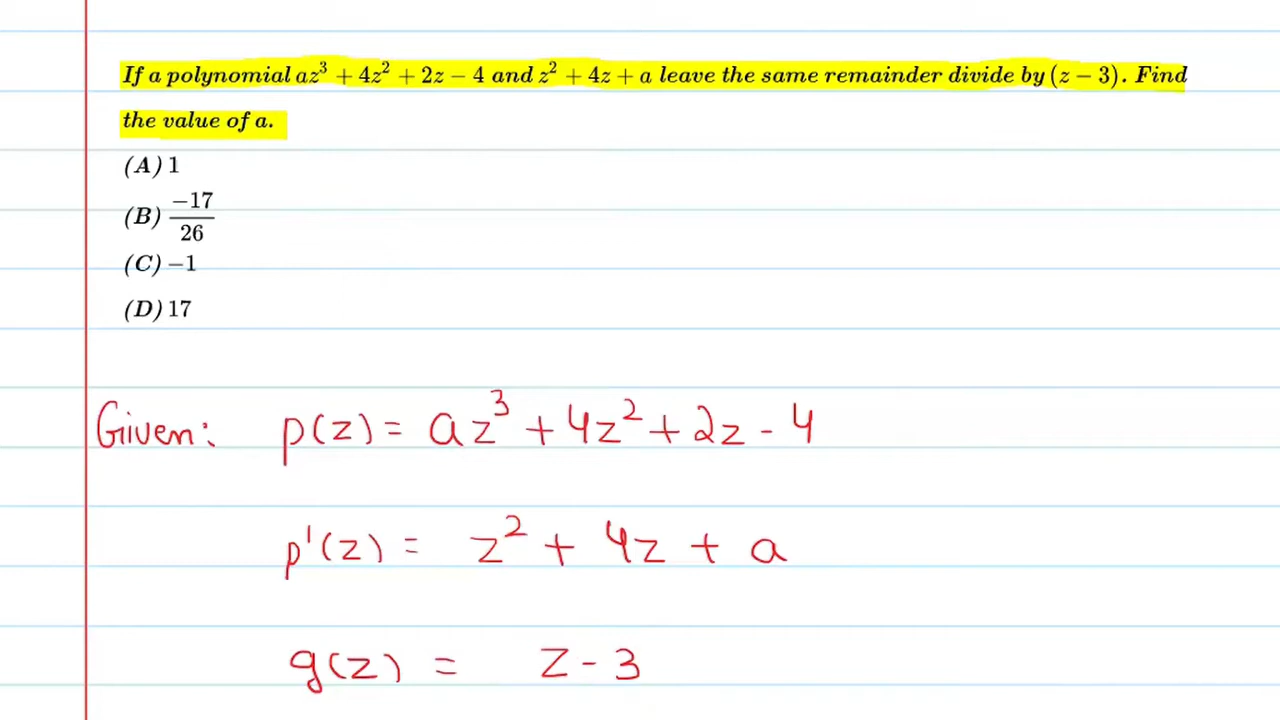 If a polynomial az³ + 4z² + 2z − 4 and z² + 4z + a leave the same remainder divide by (z − 3). Find
the value of a.
(A) 1
(B) −17/26
(C) −1
(D) 17
Given: p(z) = az³ + 4z² + 2z - 4
p'(z) = z² + 4z + a
g(z) = z - 3